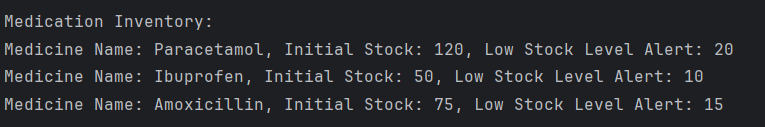 Medication Inventory:
Medicine Name: Paracetamol, Initial Stock: 120, Low Stock Level Alert: 20
Medicine Name: Ibuprofen, Initial Stock: 50, Low Stock Level Alert: 10
Medicine Name: Amoxicillin, Initial Stock: 75, Low Stock Level Alert: 15